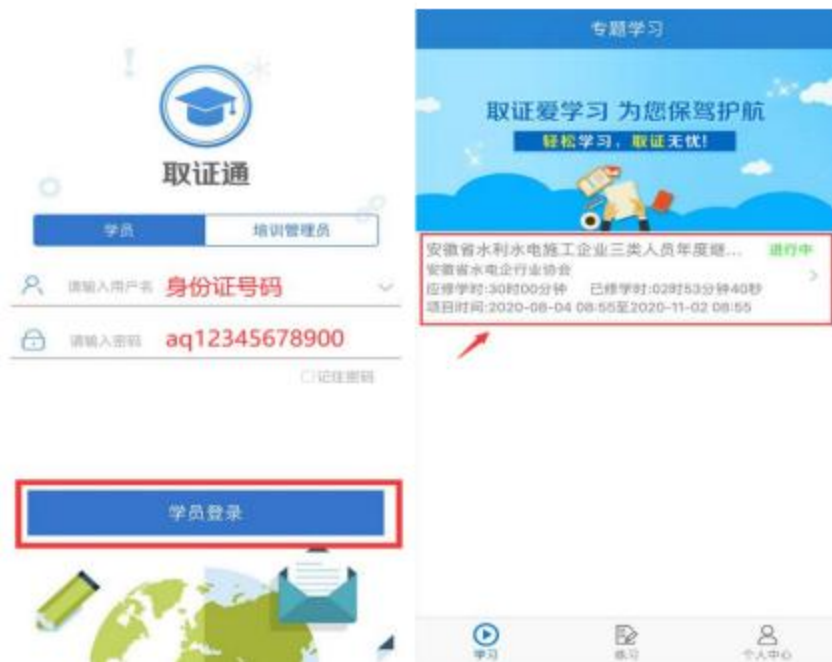 取证通
学员
培训管理员
请输入用户名 身份证号码
请输入密码 aq12345678900
记住密码
学员登录
专题学习
取证爱学习 为您保驾护航
轻松学习，取证无忧！
安徽省水利水电施工企业三类人员年度继... 进行中
安徽省水电企行业协会
应修学时:30时00分钟 已修学时:02时53分钟40秒
项目时间:2020-08-04 08:55至2020-11-02 08:55
学习
练习
个人中心